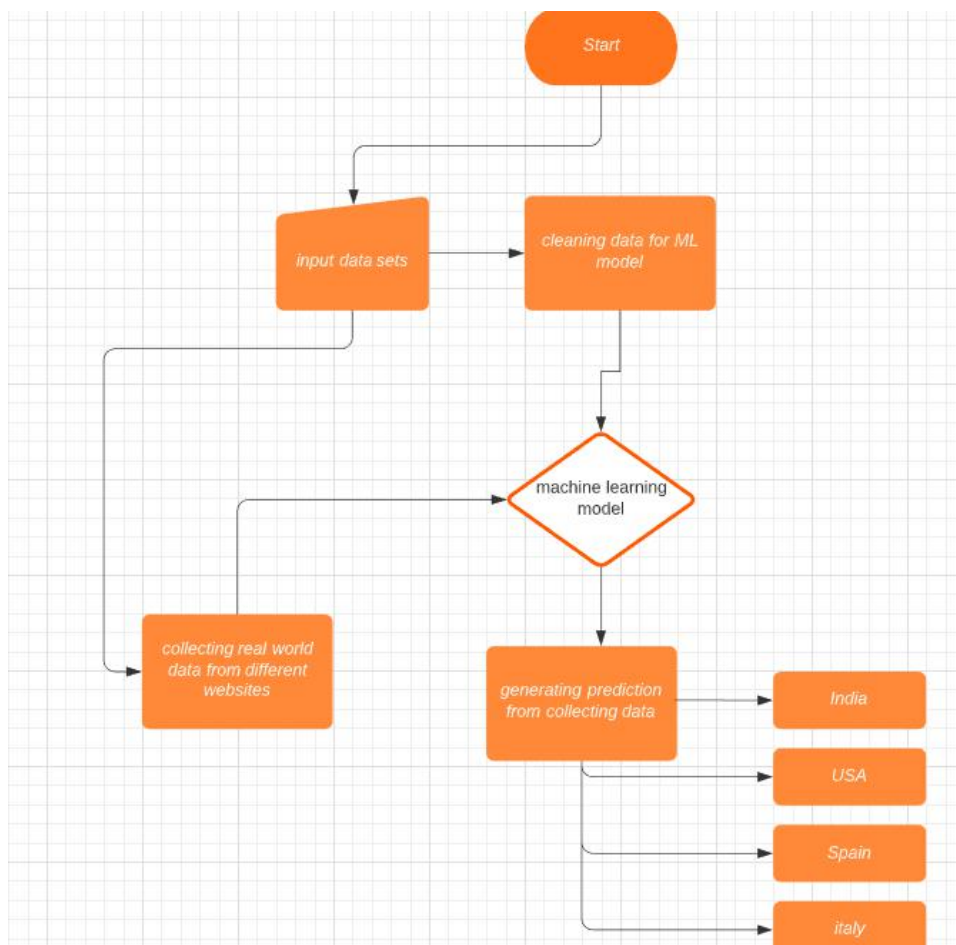 Start
input data sets
cleaning data for ML
model
machine learning
model
collecting real world
data from different
websites
generating prediction
from collecting data
India
USA
Spain
italy